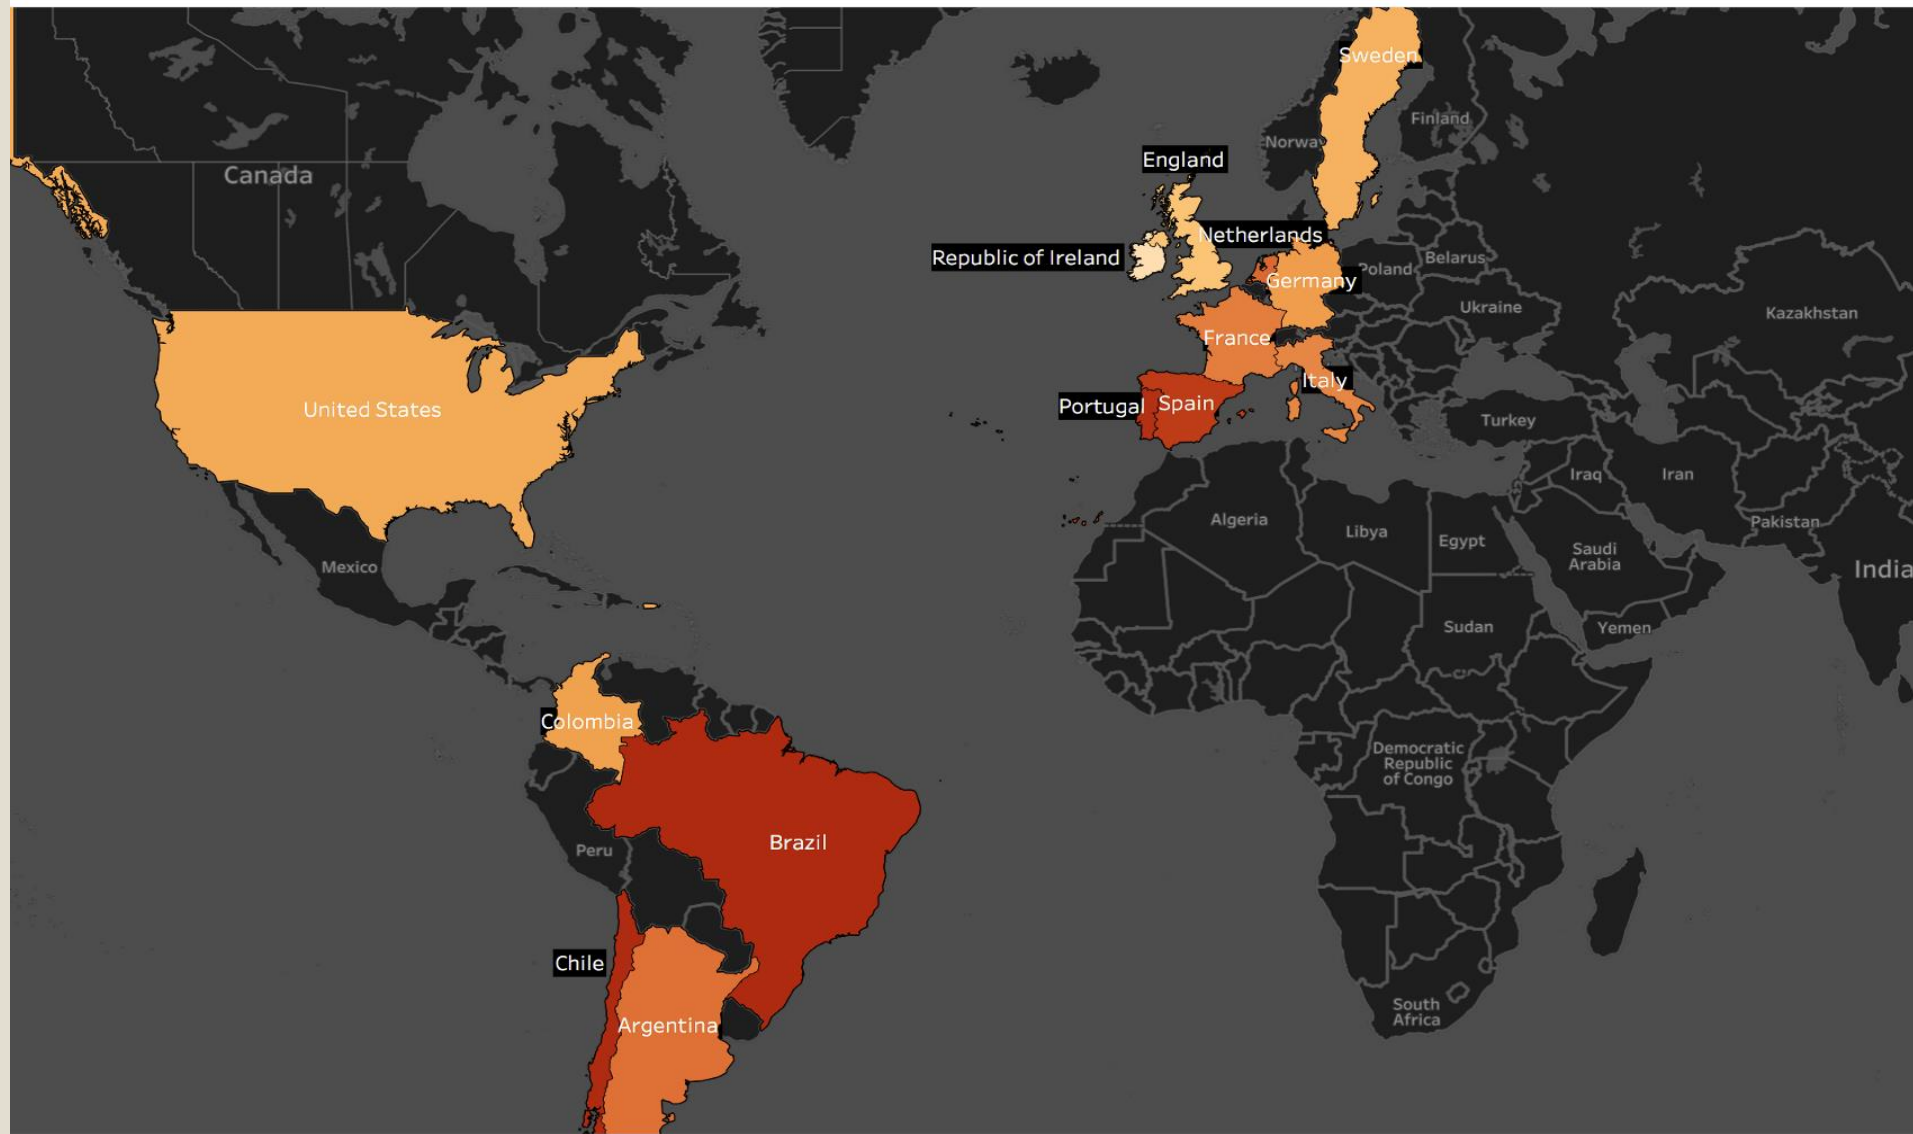 Sweden
Finland
Norwa
England
Canada
Netherlands
Republic of Ireland
Poland
Belarus
Germany
Ukraine
Kazakhstan
France
Italy
United States
Portugal
Spain
Turkey
Iraq
Iran
Algeria
Libya
Egypt
Pakistan
Saudi
Arabia
Mexico
India
Sudan
Yemen
Colombia
Democratic
Republic
of Congo
Brazil
Peru
Chile
South
Africa
Argentina